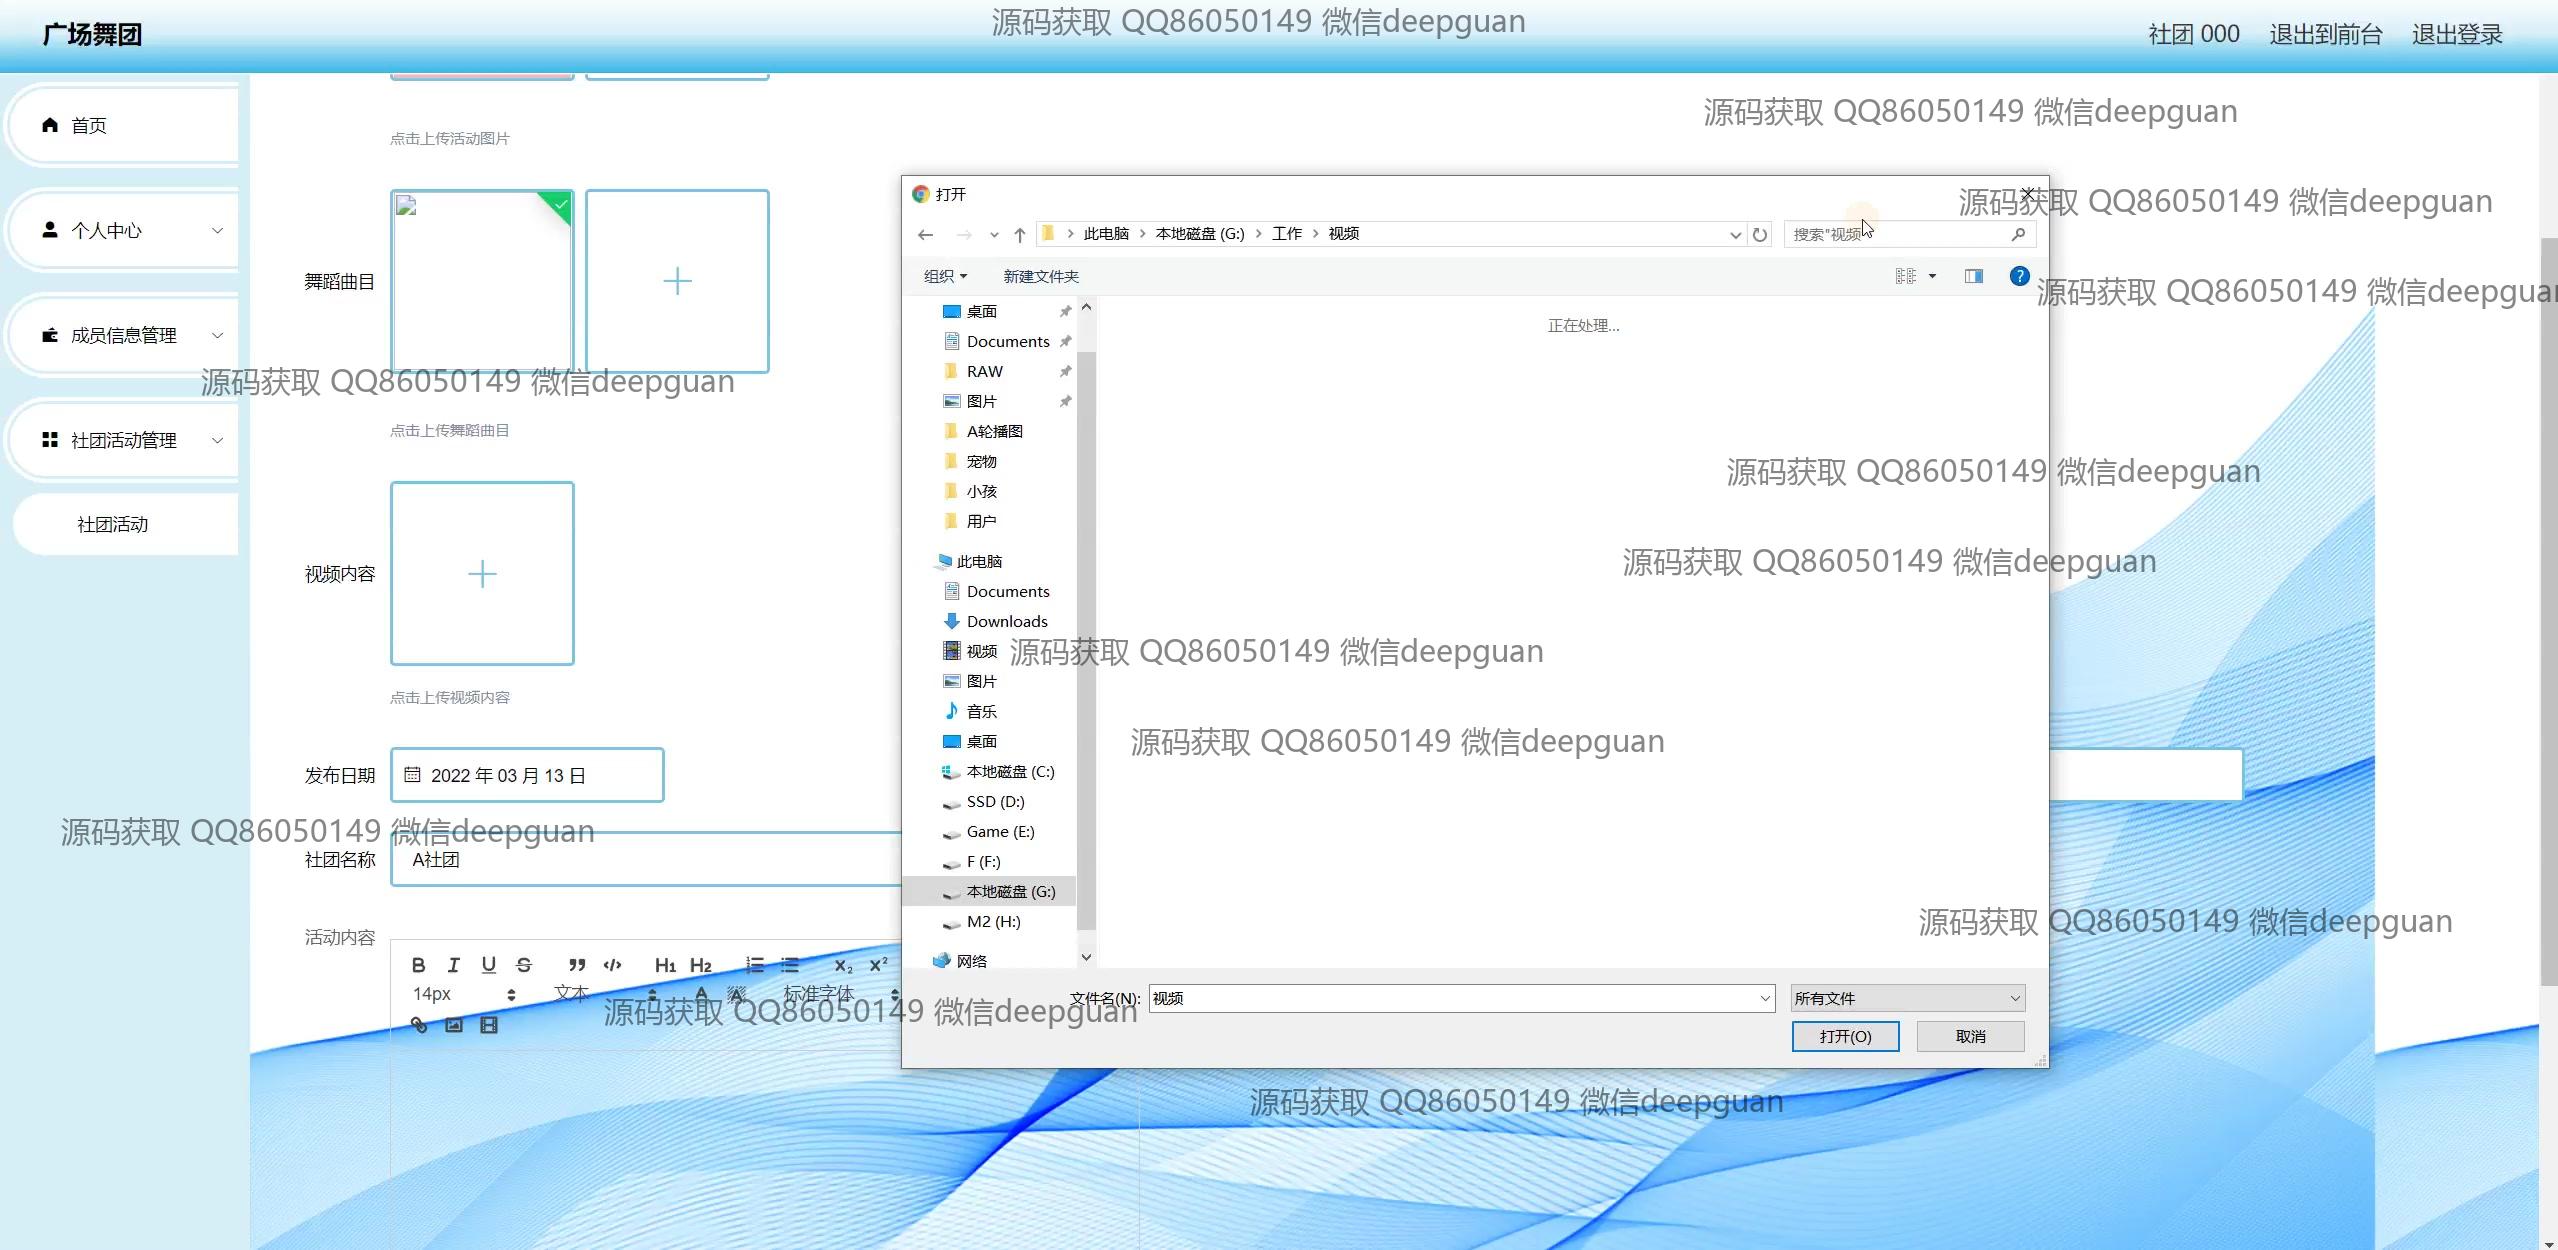 广场舞团
源码获取 QQ86050149 微信deepguan
社团 000
退出到前台
退出登录
首页
个人中心
成员信息管理
社团活动管理
社团活动
源码获取 QQ86050149 微信deepguan
点击上传活动图片
舞蹈曲目
源码获取 QQ86050149 微信deepguan
点击上传舞蹈曲目
视频内容
点击上传视频内容
发布日期
2022 年 03 月 13 日
源码获取 QQ86050149 微信deepguan
社团名称
A社团
活动内容
B I U S ” </> H1 H2 X2 X2
14px
文本
A
标准字体
源码获取 QQ86050149 微信deepguan
打开
源码获取 QQ86050149 微信deepguan
此电脑
本地磁盘 (G:)
工作
视频
搜索"视频"
组织
新建文件夹
源码获取 QQ86050149 微信deepguan
正在处理...
桌面
Documents
RAW
图片
A轮播图
宠物
小孩
用户
此电脑
Documents
Downloads
视频
图片
音乐
桌面
本地磁盘 (C:)
SSD (D:)
Game (E:)
F (F:)
本地磁盘 (G:)
M2 (H:)
网络
源码获取 QQ86050149 微信deepguan
源码获取 QQ86050149 微信deepguan
源码获取 QQ86050149 微信deepguan
源码获取 QQ86050149 微信deepguan
源码获取 QQ86050149 微信deepguan
文件名(N):
视频
所有文件
打开(O)
取消
源码获取 QQ86050149 微信deepguan